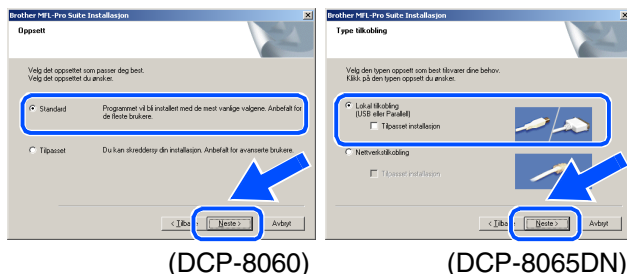 Brother MFL-Pro Suite Installasjon
Oppsett
Velg det oppsettet som passer deg best.
Velg det oppsettet du ønsker.
Standard
Programmet vil bli installert med de mest vanlige valgene. Anbefalt for
de fleste brukere.
Tilpasset
Du kan skreddersy din installasjon. Anbefalt for avanserte brukere.
Neste >
Avbryt
(DCP-8060)
Brother MFL-Pro Suite Installasjon
Type tilkobling
Velg den typen oppsett som best tilsvarer dine behov.
Klikk på den typen oppsett du ønsker.
Lokal tilkobling
(USB eller Parallell)
Tilpasset installasjon
Nettverkstilkobling
Tilpasset installasjon
Neste >
Avbryt
(DCP-8065DN)